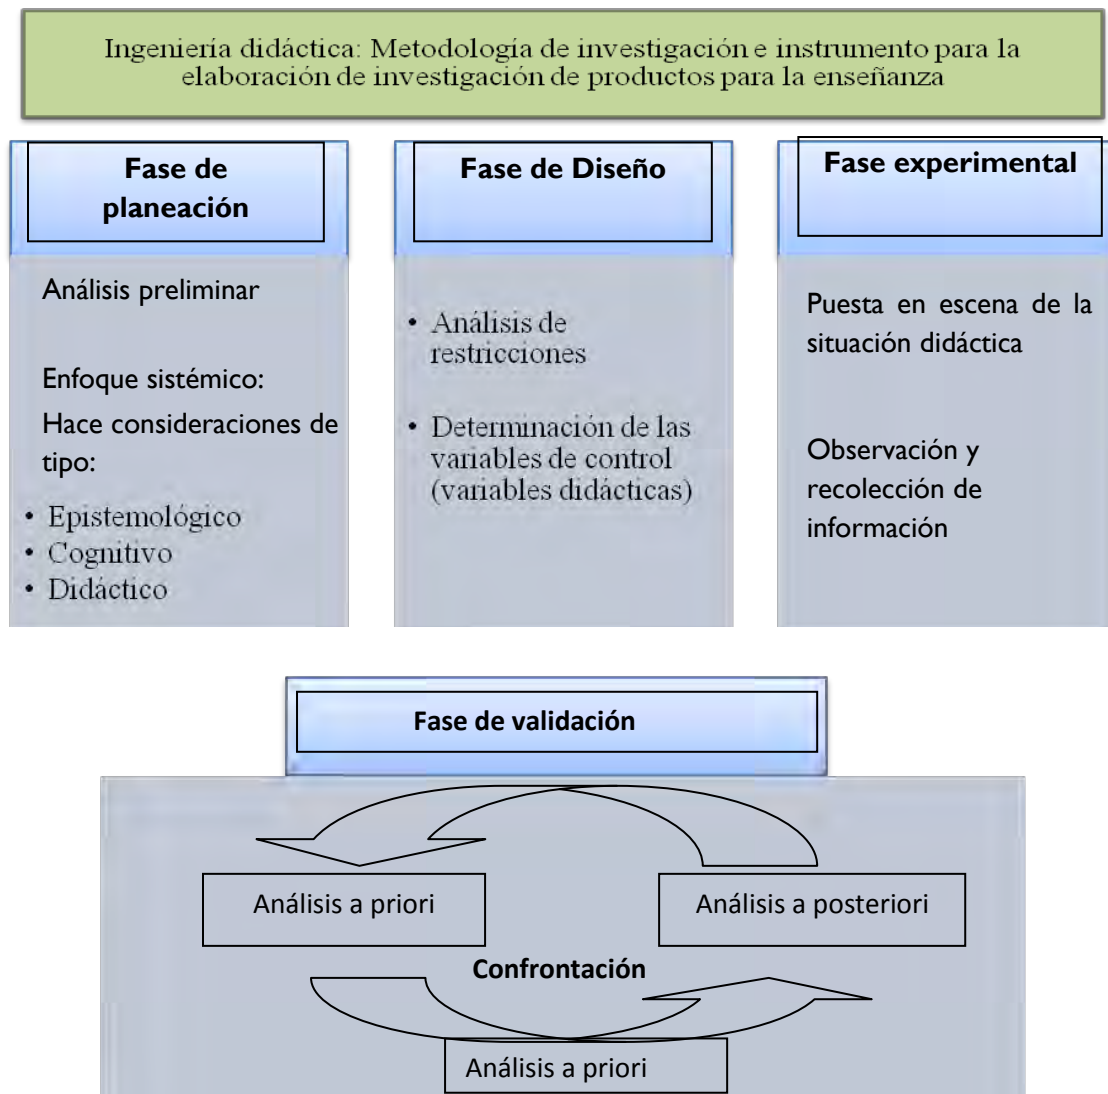 Ingeniería didáctica: Metodología de investigación e instrumento para la
elaboración de investigación de productos para la enseñanza
Fase de
planeación
Análisis preliminar
Enfoque sistémico:
Hace consideraciones de
tipo:
• Epistemológico
• Cognitivo
• Didáctico
Fase de Diseño
• Análisis de
restricciones
• Determinación de las
variables de control
(variables didácticas)
Fase experimental
Puesta en escena de la
situación didáctica
Observación y
recolección de
información
Fase de validación
Análisis a priori
Análisis a posteriori
Confrontación
Análisis a priori